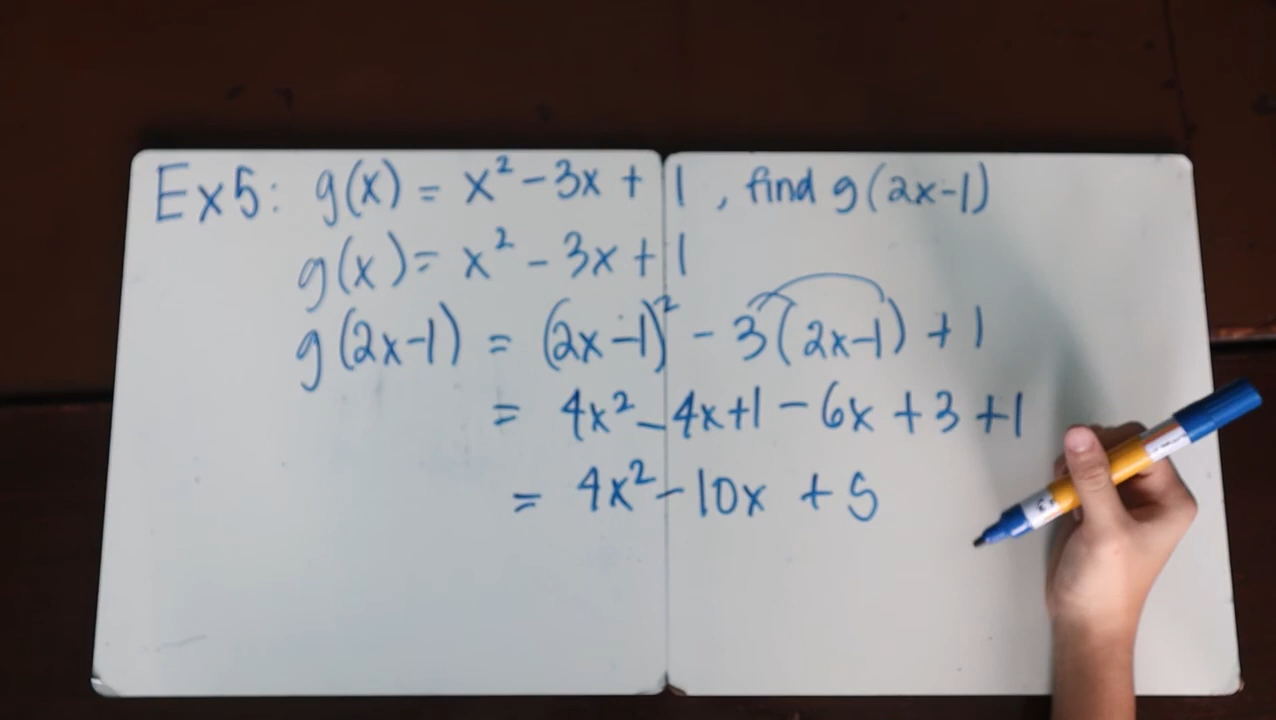 Ex5: g(x) = x² - 3x + 1, find g(2x-1)
g(x) = x² - 3x + 1
g(2x-1) = (2x-1)² - 3(2x-1) + 1
= 4x² - 4x + 1 - 6x + 3 + 1
= 4x² - 10x + 5